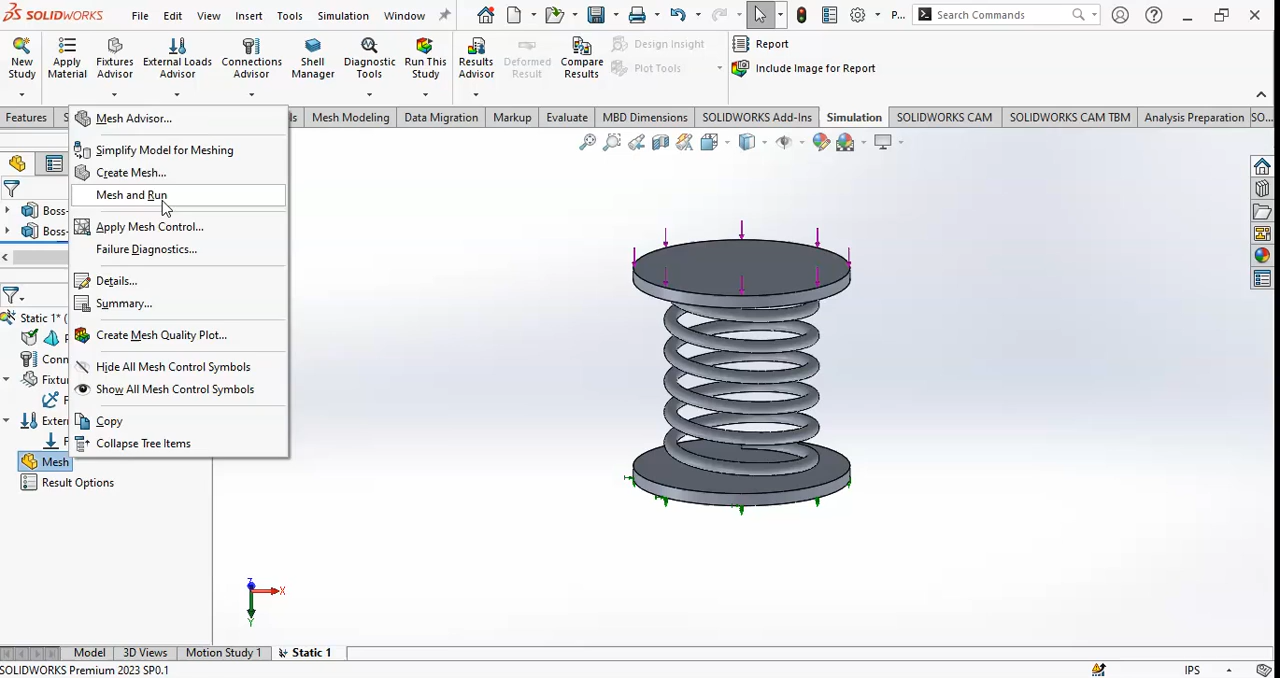 SOLIDWORKS File Edit View Insert Tools Simulation Window P... Search Commands
New Study
Apply Material
Fixtures Advisor
External Loads Advisor
Connections Advisor
Shell Manager
Diagnostic Tools
Run This Study
Results Advisor
Deformed Result
Compare Results
Design Insight
Plot Tools
Report
Include Image for Report
Features S ls Mesh Modeling Data Migration Markup Evaluate MBD Dimensions SOLIDWORKS Add-Ins Simulation SOLIDWORKS CAM SOLIDWORKS CAM TBM Analysis Preparation SO...
Mesh Advisor...
Simplify Model for Meshing
Create Mesh...
Mesh and Run
Apply Mesh Control...
Failure Diagnostics...
Details...
Summary...
Create Mesh Quality Plot...
Hide All Mesh Control Symbols
Show All Mesh Control Symbols
Copy
Collapse Tree Items
Boss-
Boss-
Static 1* (
Conn
Fixtu
F
Exter
F
Mesh
Result Options
Z
X
Y
Model 3D Views Motion Study 1 Static 1
SOLIDWORKS Premium 2023 SP0.1 IPS